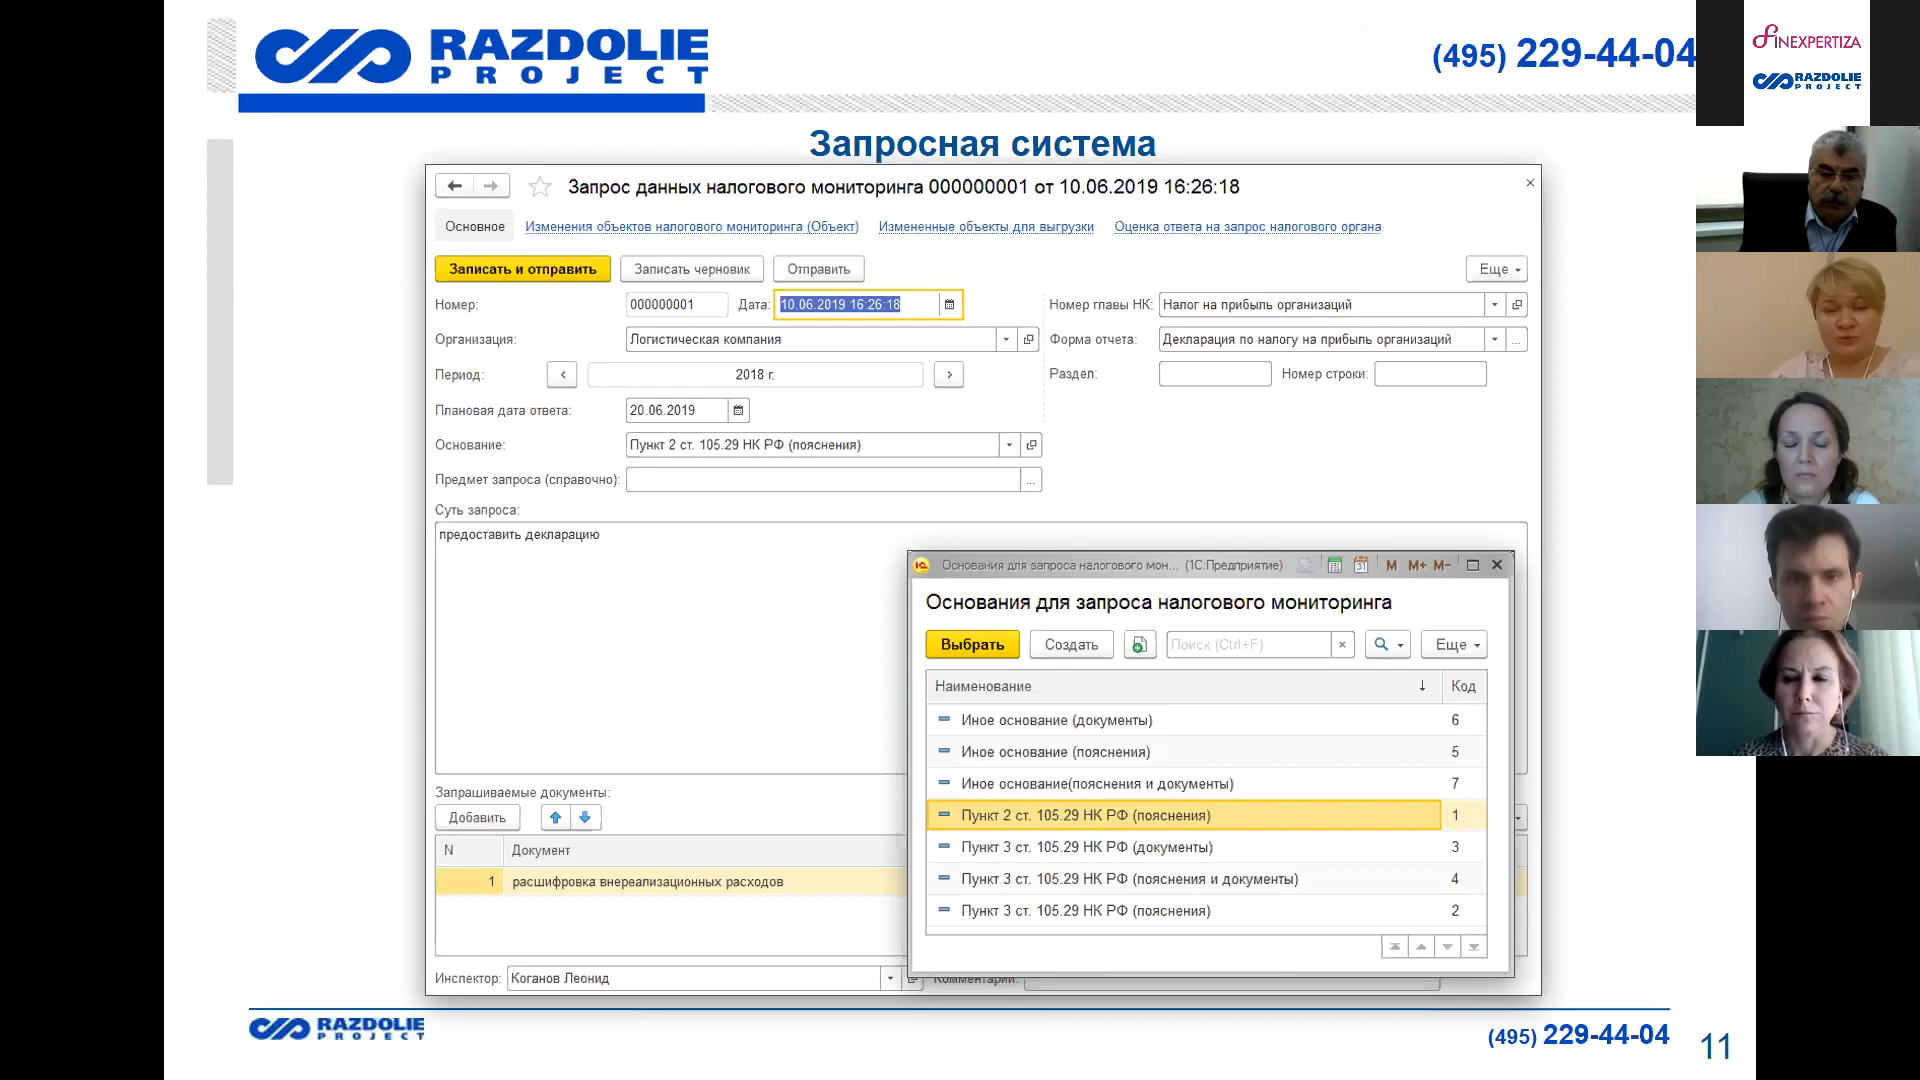 RAZDOLIE
PROJECT
(495) 229-44-04
FINEXPERTIZA
RAZDOLIE
PROJECT
Запросная система
Запрос данных налогового мониторинга 000000001 от 10.06.2019 16:26:18
Основное Изменения объектов налогового мониторинга (Объект) Измененные объекты для выгрузки Оценка ответа на запрос налогового органа
Записать и отправить Записать черновик Отправить Еще
Номер: 000000001 Дата: 10.06.2019 16:26:18 Номер главы НК: Налог на прибыль организаций
Организация: Логистическая компания Форма отчета: Декларация по налогу на прибыль организаций
Период: < 2018 г. > Раздел: Номер строки:
Плановая дата ответа: 20.06.2019
Основание: Пункт 2 ст. 105.29 НК РФ (пояснения)
Предмет запроса (справочно): ...
Суть запроса:
предоставить декларацию
Основания для запроса налогового мон... (1С:Предприятие) M M+ M-
Основания для запроса налогового мониторинга
Выбрать Создать Поиск (Ctrl+F) × Еще
Наименование ↓ Код
Иное основание (документы) 6
Иное основание (пояснения) 5
Иное основание(пояснения и документы) 7
Пункт 2 ст. 105.29 НК РФ (пояснения) 1
Пункт 3 ст. 105.29 НК РФ (документы) 3
Пункт 3 ст. 105.29 НК РФ (пояснения и документы) 4
Пункт 3 ст. 105.29 НК РФ (пояснения) 2
Запрашиваемые документы:
Добавить
N Документ
1 расшифровка внереализационных расходов
Инспектор: Коганов Леонид Комментарий:
RAZDOLIE
PROJECT
(495) 229-44-04
11